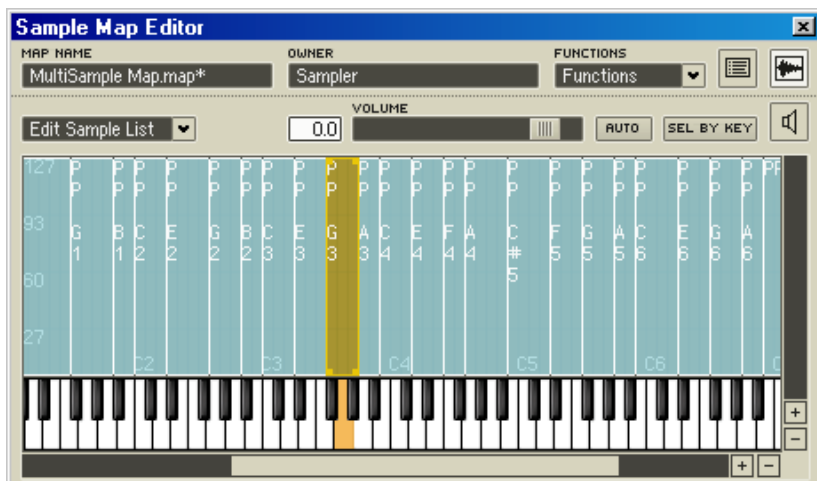 Sample Map Editor
MAP NAME
OWNER
FUNCTIONS
MultiSample Map.map*
Sampler
Functions
VOLUME
Edit Sample List
0.0
AUTO
SEL BY KEY
127
P P P P P P P P P P P P P P P P P P P P P PP
P P P P P P P P P P P P P P P P P P P P P
93
G B C E G B C E G A C E F A C F G A C E G A
1 1 2 2 2 2 3 3 3 3 4 4 4 4 # 5 5 5 6 6 6 6
60
5
27
C2 C3 C4 C5 C6 C
+
−
+ −